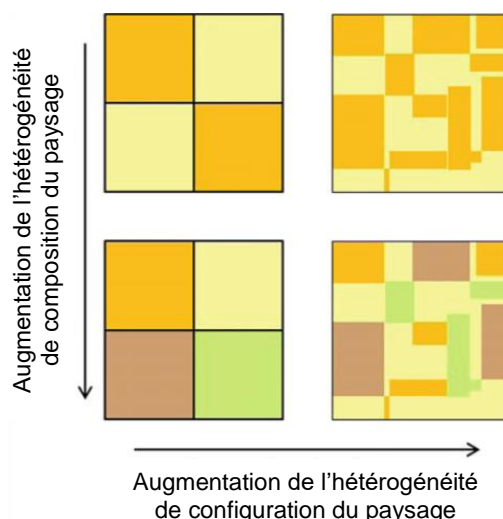 Augmentation de l'hétérogénéité
de composition du paysage
Augmentation de l'hétérogénéité
de configuration du paysage